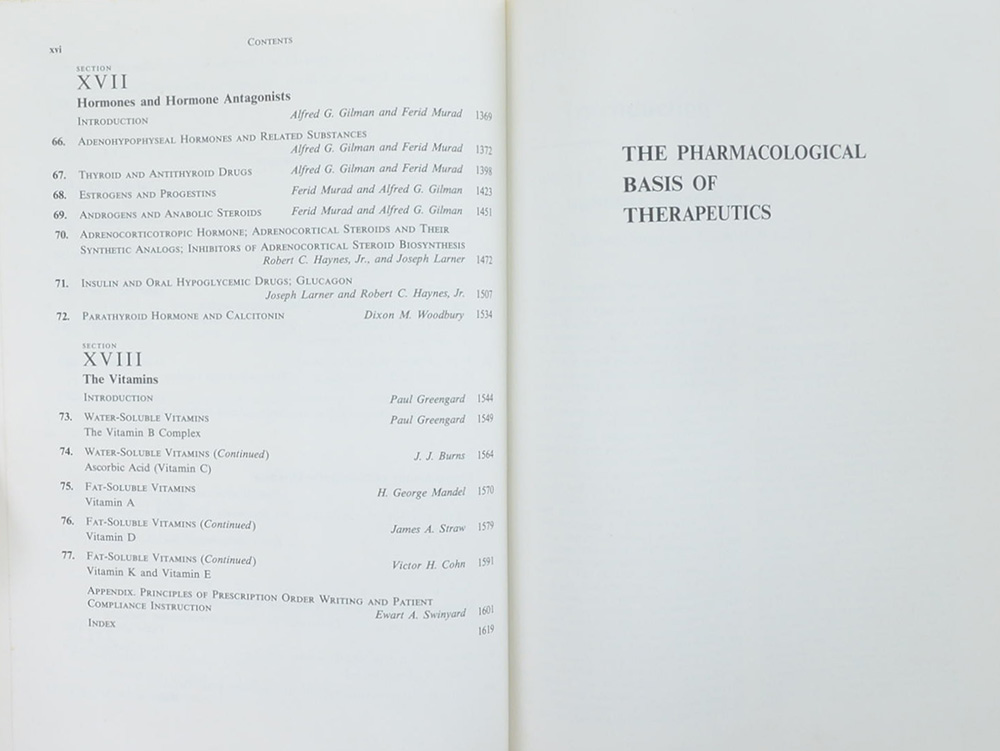 xvi
CONTENTS
SECTION
XVII
Hormones and Hormone Antagonists
INTRODUCTION Alfred G. Gilman and Ferid Murad 1369
66. ADENOHYPOPHYSEAL HORMONES AND RELATED SUBSTANCES
Alfred G. Gilman and Ferid Murad 1372
67. THYROID AND ANTITHYROID DRUGS Alfred G. Gilman and Ferid Murad 1398
68. ESTROGENS AND PROGESTINS Ferid Murad and Alfred G. Gilman 1423
69. ANDROGENS AND ANABOLIC STEROIDS Ferid Murad and Alfred G. Gilman 1451
70. ADRENOCORTICOTROPIC HORMONE; ADRENOCORTICAL STEROIDS AND THEIR
SYNTHETIC ANALOGS; INHIBITORS OF ADRENOCORTICAL STEROID BIOSYNTHESIS
Robert C. Haynes, Jr., and Joseph Larner 1472
71. INSULIN AND ORAL HYPOGLYCEMIC DRUGS; GLUCAGON
Joseph Larner and Robert C. Haynes, Jr. 1507
72. PARATHYROID HORMONE AND CALCITONIN Dixon M. Woodbury 1534
SECTION
XVIII
The Vitamins
INTRODUCTION Paul Greengard 1544
73. WATER-SOLUBLE VITAMINS Paul Greengard 1549
The Vitamin B Complex
74. WATER-SOLUBLE VITAMINS (Continued) J. J. Burns 1564
Ascorbic Acid (Vitamin C)
75. FAT-SOLUBLE VITAMINS H. George Mandel 1570
Vitamin A
76. FAT-SOLUBLE VITAMINS (Continued) James A. Straw 1579
Vitamin D
77. FAT-SOLUBLE VITAMINS (Continued) Victor H. Cohn 1591
Vitamin K and Vitamin E
APPENDIX. PRINCIPLES OF PRESCRIPTION ORDER WRITING AND PATIENT
COMPLIANCE INSTRUCTION Ewart A. Swinyard 1601
INDEX 1619
THE PHARMACOLOGICAL
BASIS OF
THERAPEUTICS